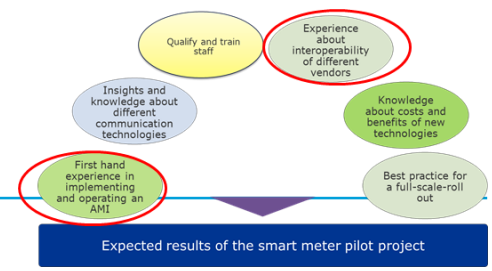 Qualify and train
staff
Experience
about
interoperability
of different
vendors
Insights and
knowledge about
different
communication
technologies
Knowledge
about costs and
benefits of new
technologies
First hand
experience in
implementing
and operating an
AMI
Best practice for
a full-scale-roll
out
Expected results of the smart meter pilot project